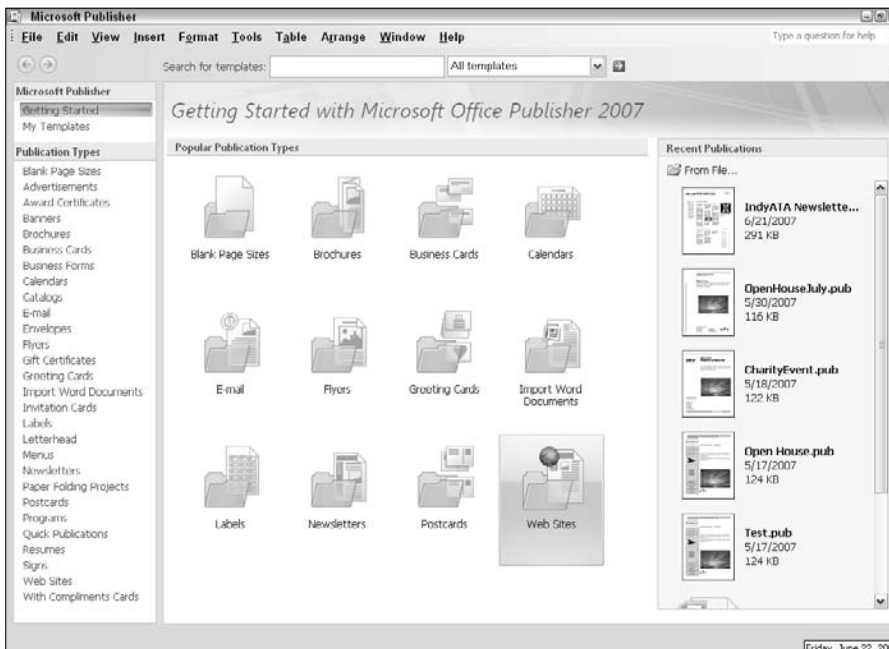 Microsoft Publisher
File Edit View Insert Format Tools Table Arrange Window Help
Type a question for help
Search for templates:
All templates
Microsoft Publisher
Getting Started
My Templates
Publication Types
Blank Page Sizes
Advertisements
Award Certificates
Banners
Brochures
Business Cards
Business Forms
Calendars
Catalogs
E-mail
Envelopes
Flyers
Gift Certificates
Greeting Cards
Import Word Documents
Invitation Cards
Labels
Letterhead
Menus
Newsletters
Paper Folding Projects
Postcards
Programs
Quick Publications
Resumes
Signs
Web Sites
With Compliments Cards
Getting Started with Microsoft Office Publisher 2007
Popular Publication Types
Blank Page Sizes
Brochures
Business Cards
Calendars
E-mail
Flyers
Greeting Cards
Import Word
Documents
Labels
Newsletters
Postcards
Web Sites
Recent Publications
From File...
IndyATA Newslette...
6/21/2007
291 KB
OpenHouseJuly.pub
5/30/2007
116 KB
CharityEvent.pub
5/18/2007
122 KB
Open House.pub
5/17/2007
124 KB
Test.pub
5/17/2007
124 KB
Friday, June 22, 20